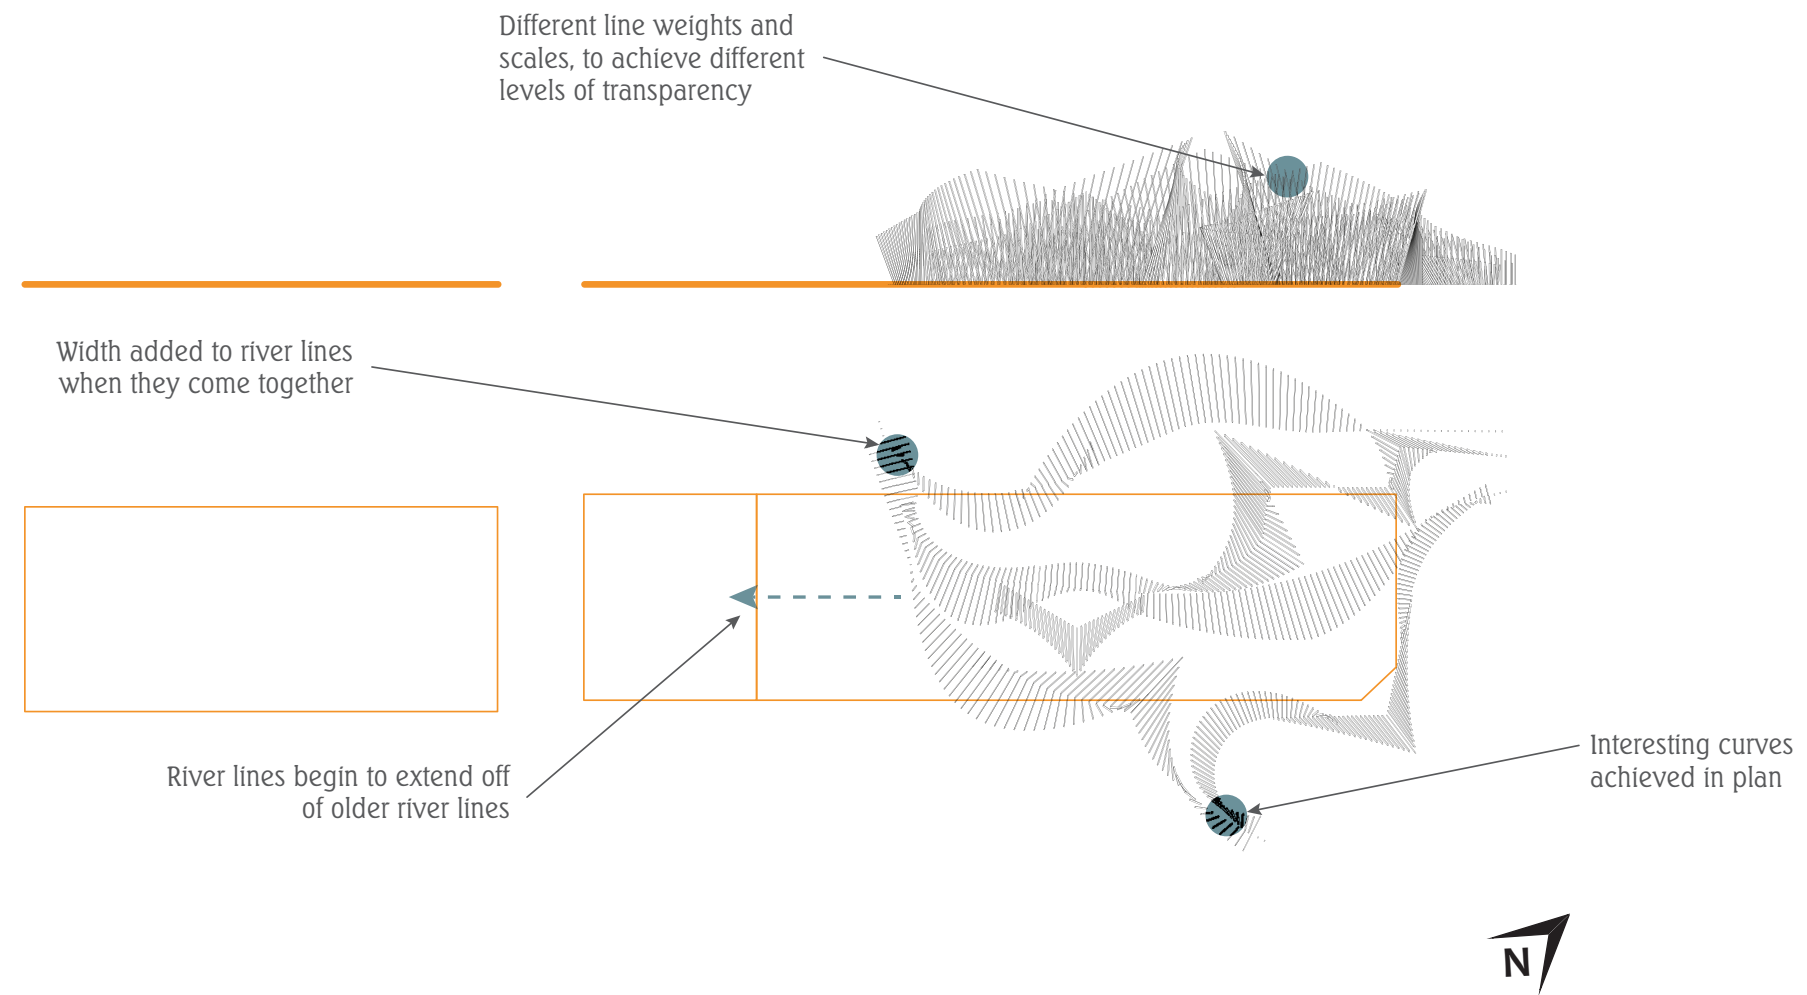 Different line weights and
scales, to achieve different
levels of transparency
Width added to river lines
when they come together
River lines begin to extend off
of older river lines
Interesting curves
achieved in plan
N